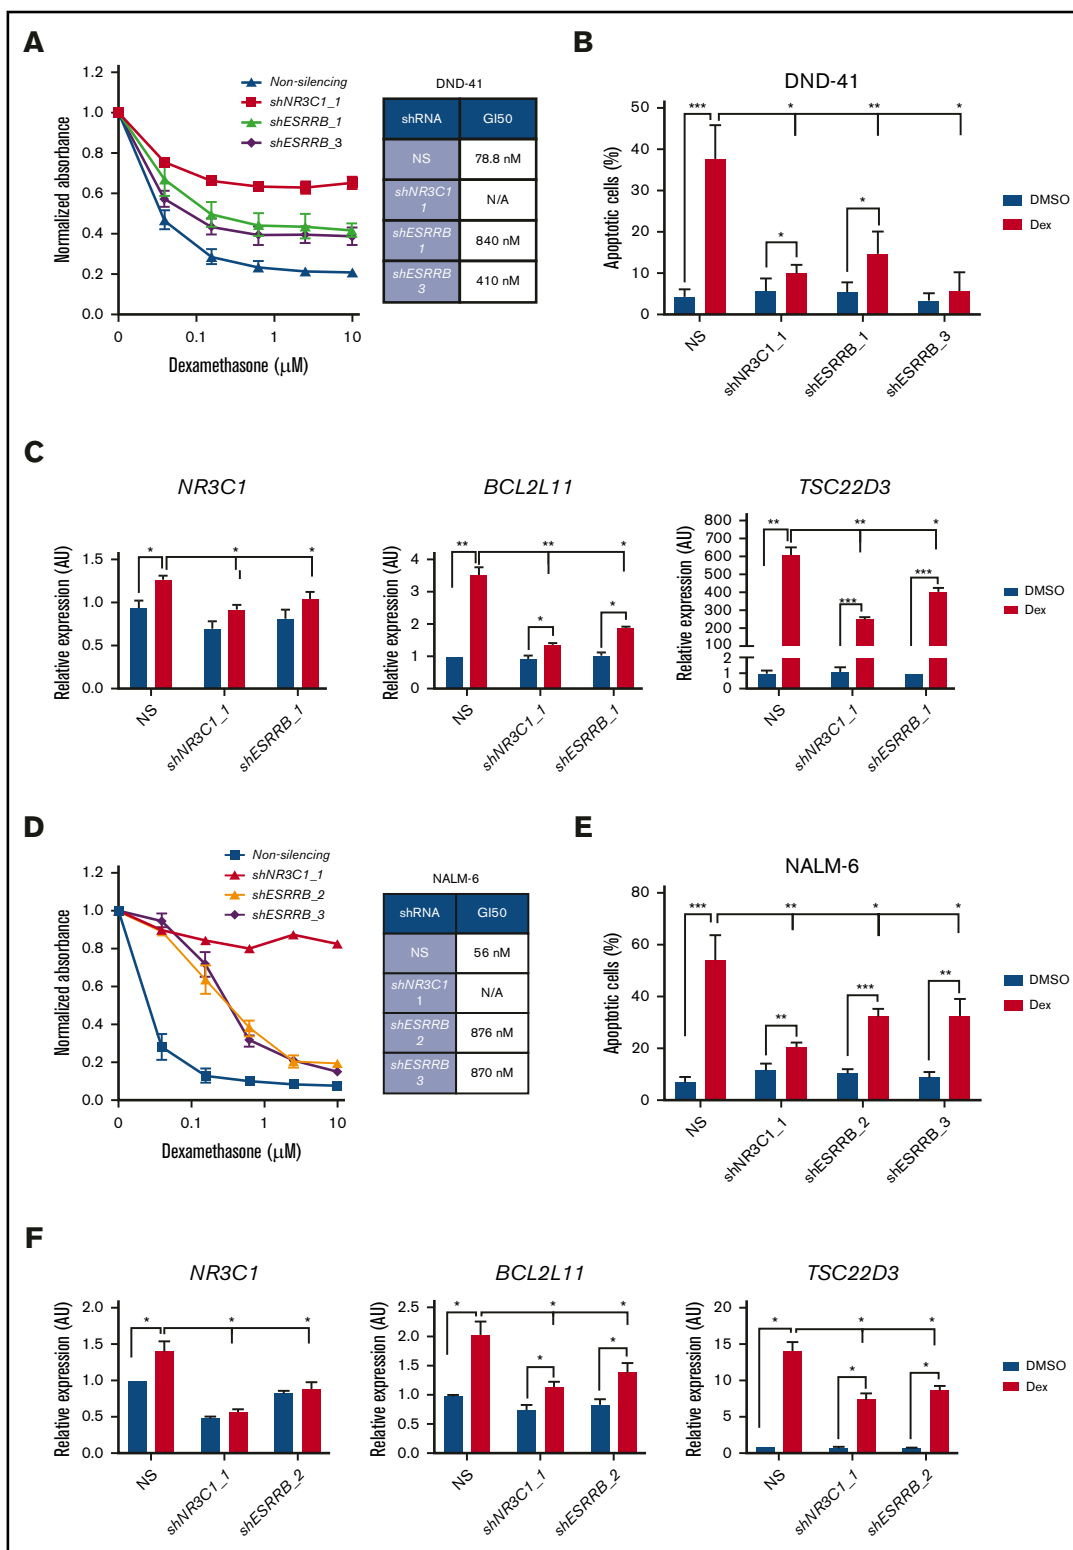 A
1.2
1.0
0.8
0.6
0.4
0.2
0.0
Normalized absorbance
0
0.1
1
10
Dexamethasone (μM)
Non-silencing
shNR3C1_1
shESRRB_1
shESRRB_3
DND-41
shRNA GI50
NS 78.8 nM
shNR3C1
1 N/A
shESRRB
1 840 nM
shESRRB
3 410 nM
B
DND-41
50
40
30
20
10
0
Apoptotic cells (%)
*** * ** *
* *
NS
shNR3C1_1
shESRRB_1
shESRRB_3
DMSO
Dex
C
NR3C1
1.5
1.0
0.5
0.0
Relative expression (AU)
* * *
NS
shNR3C1_1
shESRRB_1
BCL2L11
4
3
2
1
0
Relative expression (AU)
** ** *
* *
NS
shNR3C1_1
shESRRB_1
TSC22D3
800
700
600
500
400
300
200
100
2
1
0
Relative expression (AU)
** ** *
*** ***
NS
shNR3C1_1
shESRRB_1
DMSO
Dex
D
1.2
1.0
0.8
0.6
0.4
0.2
0.0
Normalized absorbance
0
0.1
1
10
Dexamethasone (μM)
Non-silencing
shNR3C1_1
shESRRB_2
shESRRB_3
NALM-6
shRNA GI50
NS 56 nM
shNR3C1
1 N/A
shESRRB
2 876 nM
shESRRB
3 870 nM
E
NALM-6
80
60
40
20
0
Apoptotic cells (%)
*** ** * *
** *** **
NS
shNR3C1_1
shESRRB_2
shESRRB_3
DMSO
Dex
F
NR3C1
2.0
1.5
1.0
0.5
0.0
Relative expression (AU)
* * *
NS
shNR3C1_1
shESRRB_2
BCL2L11
2.5
2.0
1.5
1.0
0.5
0.0
Relative expression (AU)
* * *
* *
NS
shNR3C1_1
shESRRB_2
TSC22D3
20
15
10
5
0
Relative expression (AU)
* * *
* *
NS
shNR3C1_1
shESRRB_2
DMSO
Dex